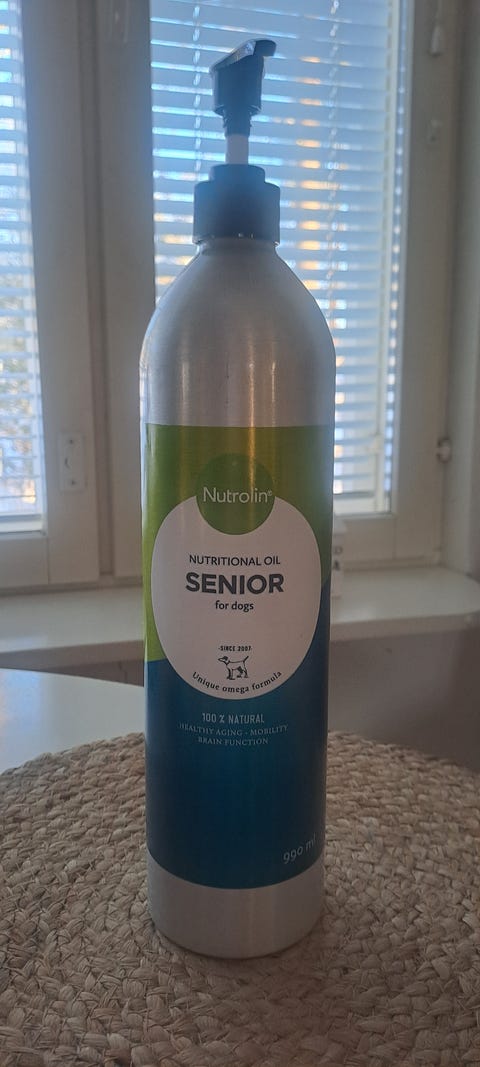 Nutrolin®
NUTRITIONAL OIL
SENIOR
for dogs
-SINCE 2007-
Unique omega formula
100 % NATURAL
HEALTHY AGING - MOBILITY
BRAIN FUNCTION
990 ml